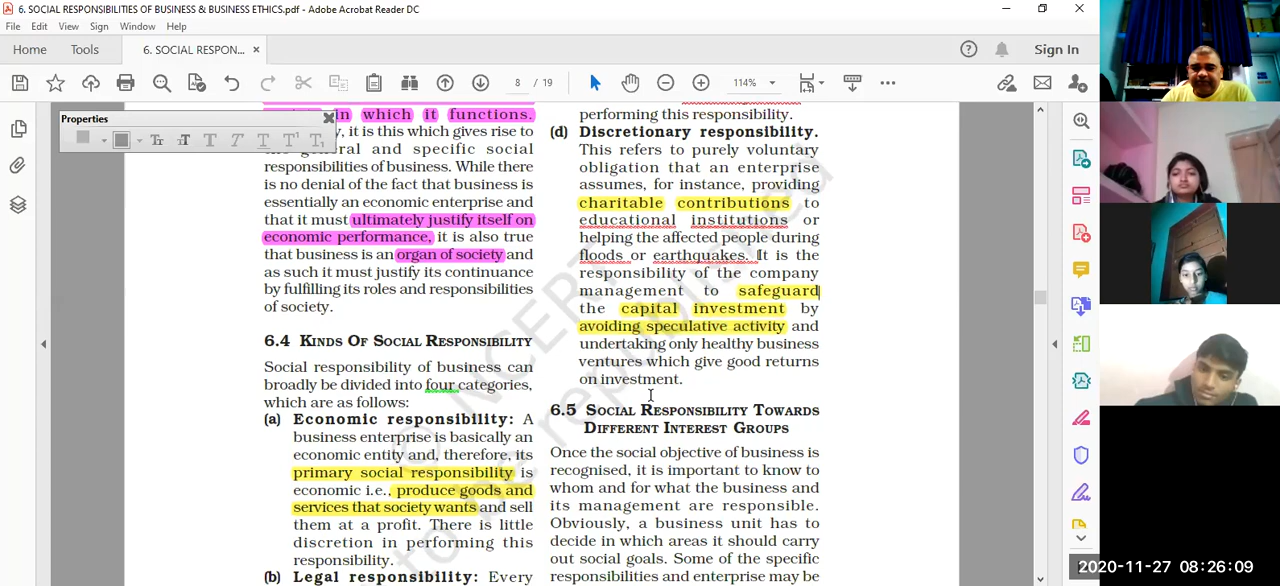 6. SOCIAL RESPONSIBILITIES OF BUSINESS & BUSINESS ETHICS.pdf - Adobe Acrobat Reader DC
File Edit View Sign Window Help
Home Tools 6. SOCIAL RESPON... × Sign In
8 / 19 114%
Properties
in which it functions.
it is this which gives rise to
general and specific social
responsibilities of business. While there
is no denial of the fact that business is
essentially an economic enterprise and
that it must ultimately justify itself on
economic performance, it is also true
that business is an organ of society and
as such it must justify its continuance
by fulfilling its roles and responsibilities
of society.
6.4 KINDS OF SOCIAL RESPONSIBILITY
Social responsibility of business can
broadly be divided into four categories,
which are as follows:
(a) Economic responsibility: A
business enterprise is basically an
economic entity and, therefore, its
primary social responsibility is
economic i.e., produce goods and
services that society wants and sell
them at a profit. There is little
discretion in performing this
responsibility.
(b) Legal responsibility: Every
performing this responsibility.
(d) Discretionary responsibility.
This refers to purely voluntary
obligation that an enterprise
assumes, for instance, providing
charitable contributions to
educational institutions or
helping the affected people during
floods or earthquakes. It is the
responsibility of the company
management to safeguard
the capital investment by
avoiding speculative activity and
undertaking only healthy business
ventures which give good returns
on investment.
6.5 SOCIAL RESPONSIBILITY TOWARDS
DIFFERENT INTEREST GROUPS
Once the social objective of business is
recognised, it is important to know to
whom and for what the business and
its management are responsible.
Obviously, a business unit has to
decide in which areas it should carry
out social goals. Some of the specific
responsibilities and enterprise may be
© NCERT
to be republished
2020-11-27 08:26:09